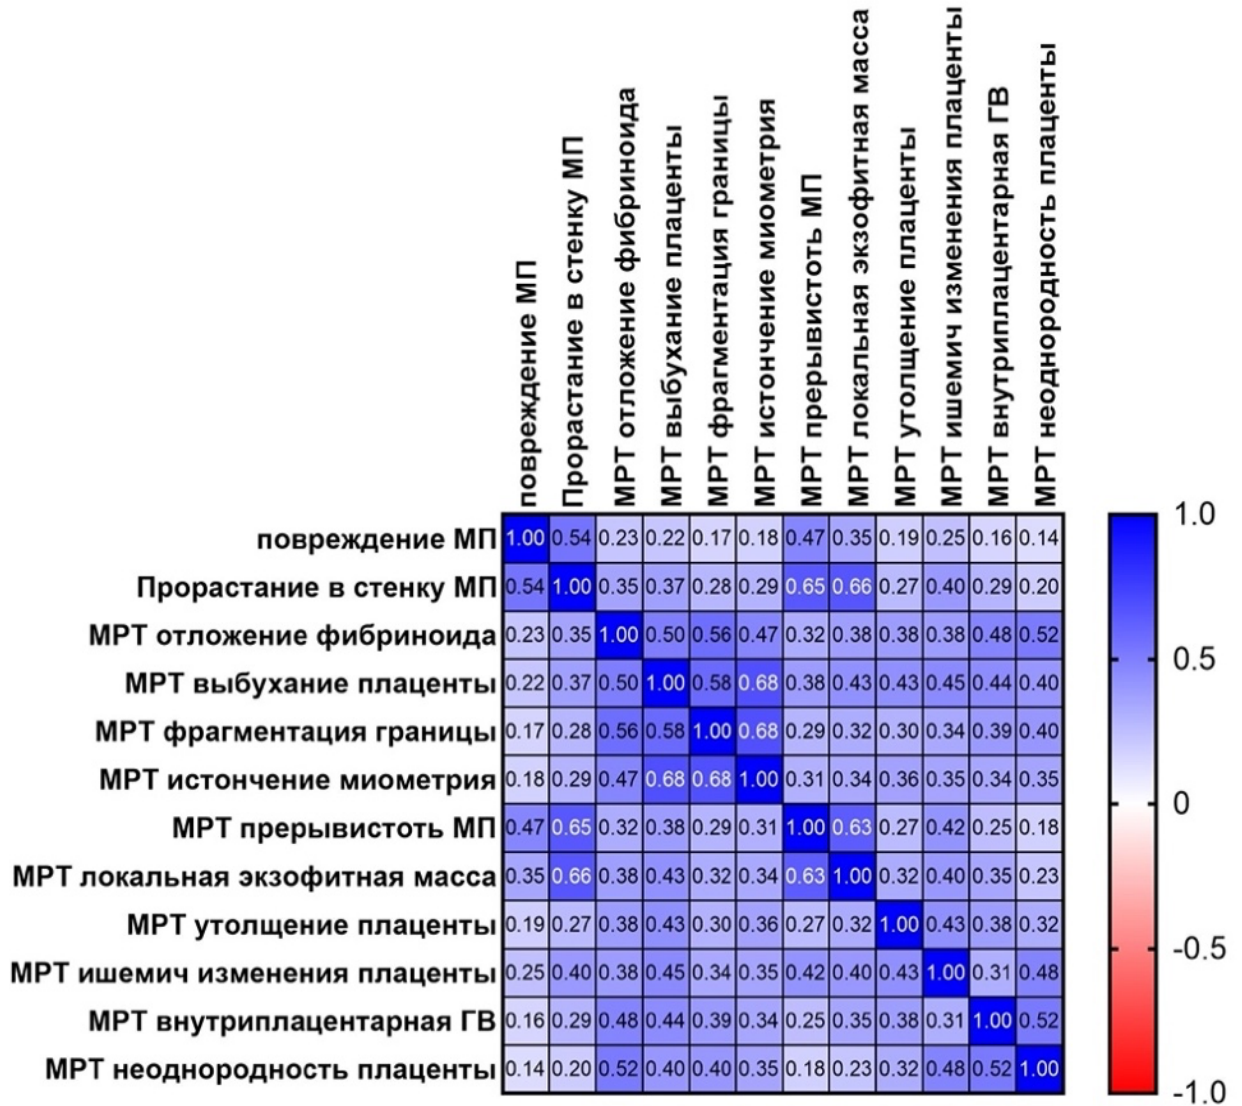 повреждение МП
Прорастание в стенку МП
МРТ отложение фибриноида
МРТ выбухание плаценты
МРТ фрагментация границы
МРТ истончение миометрия
МРТ прерывистоть МП
МРТ локальная экзофитная масса
МРТ утолщение плаценты
МРТ ишемич изменения плаценты
МРТ внутриплацентарная ГВ
МРТ неоднородность плаценты
повреждение МП 1.00 0.54 0.23 0.22 0.17 0.18 0.47 0.35 0.19 0.25 0.16 0.14
Прорастание в стенку МП 0.54 1.00 0.35 0.37 0.28 0.29 0.65 0.66 0.27 0.40 0.29 0.20
МРТ отложение фибриноида 0.23 0.35 1.00 0.50 0.56 0.47 0.32 0.38 0.38 0.38 0.48 0.52
МРТ выбухание плаценты 0.22 0.37 0.50 1.00 0.58 0.68 0.38 0.43 0.43 0.45 0.44 0.40
МРТ фрагментация границы 0.17 0.28 0.56 0.58 1.00 0.68 0.29 0.32 0.30 0.34 0.39 0.40
МРТ истончение миометрия 0.18 0.29 0.47 0.68 0.68 1.00 0.31 0.34 0.36 0.35 0.34 0.35
МРТ прерывистоть МП 0.47 0.65 0.32 0.38 0.29 0.31 1.00 0.63 0.27 0.42 0.25 0.18
МРТ локальная экзофитная масса 0.35 0.66 0.38 0.43 0.32 0.34 0.63 1.00 0.32 0.40 0.35 0.23
МРТ утолщение плаценты 0.19 0.27 0.38 0.43 0.30 0.36 0.27 0.32 1.00 0.43 0.38 0.32
МРТ ишемич изменения плаценты 0.25 0.40 0.38 0.45 0.34 0.35 0.42 0.40 0.43 1.00 0.31 0.48
МРТ внутриплацентарная ГВ 0.16 0.29 0.48 0.44 0.39 0.34 0.25 0.35 0.38 0.31 1.00 0.52
МРТ неоднородность плаценты 0.14 0.20 0.52 0.40 0.40 0.35 0.18 0.23 0.32 0.48 0.52 1.00
1.0
0.5
0
-0.5
-1.0